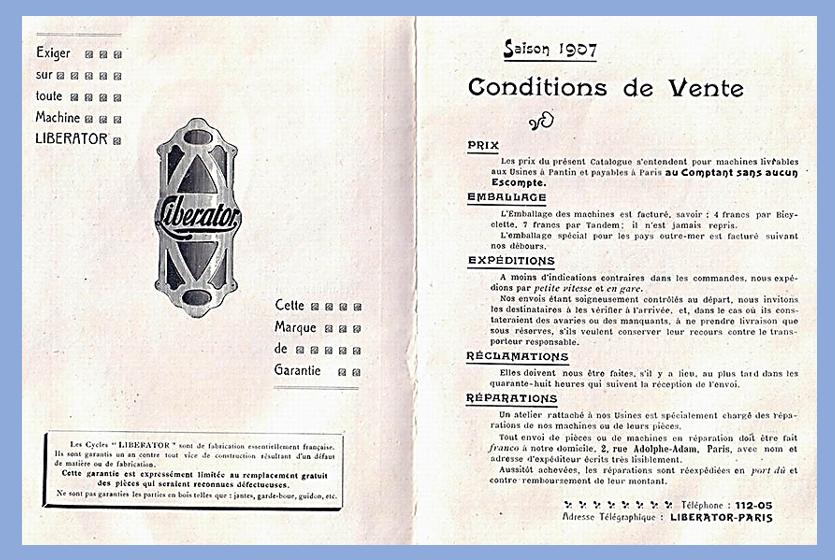 Exiger
sur
toute
Machine
LIBERATOR
Liberator
Cette
Marque
de
Garantie
Les Cycles "LIBERATOR" sont de fabrication essentiellement française.
Ils sont garantis un an contre tout vice de construction résultant d'un défaut
de matière ou de fabrication.
Cette garantie est expressément limitée au remplacement gratuit
des pièces qui seraient reconnues défectueuses.
Ne sont pas garanties les parties en bois telles que : jantes, garde-boue, guidon, etc.
Saison 1907
Conditions de Vente
PRIX
Les prix du présent Catalogue s'entendent pour machines livrables
aux Usines à Pantin et payables à Paris au Comptant sans aucun
Escompte.
EMBALLAGE
L'Emballage des machines est facturé, savoir : 4 francs par Bicy-
clette, 7 francs par Tandem; il n'est jamais repris.
L'emballage spécial pour les pays outre-mer est facturé suivant
nos débours.
EXPÉDITIONS
A moins d'indications contraires dans les commandes, nous expé-
dions par petite vitesse et en gare.
Nos envois étant soigneusement contrôlés au départ, nous invitons
les destinataires à les vérifier à l'arrivée, et, dans le cas où ils cons-
tateraient des avaries ou des manquants, à ne prendre livraison que
sous réserves, s'ils veulent conserver leur recours contre le trans-
porteur responsable.
RÉCLAMATIONS
Elles doivent nous être faites, s'il y a lieu, au plus tard dans les
quarante-huit heures qui suivent la réception de l'envoi.
RÉPARATIONS
Un atelier rattaché à nos Usines est spécialement chargé des répa-
rations de nos machines ou de leurs pièces.
Tout envoi de pièces ou de machines en réparation doit être fait
franco à notre domicile, 2, rue Adolphe-Adam, Paris, avec nom et
adresse d'expéditeur écrits très lisiblement.
Aussitôt achevées, les réparations sont réexpédiées en port dû et
contre remboursement de leur montant.
Téléphone : 112-05
Adresse Télégraphique : LIBERATOR-PARIS